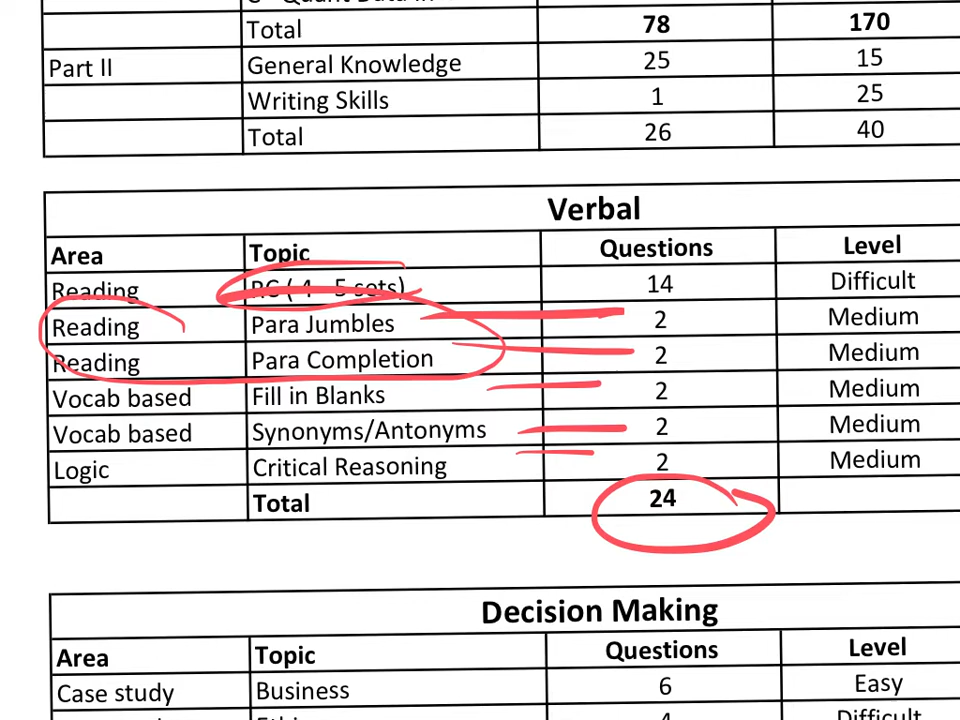 Total 78 170
Part II General Knowledge 25 15
Writing Skills 1 25
Total 26 40
Verbal
Area Topic Questions Level
Reading RC ( 4 - 5 sets) 14 Difficult
Reading Para Jumbles 2 Medium
Reading Para Completion 2 Medium
Vocab based Fill in Blanks 2 Medium
Vocab based Synonyms/Antonyms 2 Medium
Logic Critical Reasoning 2 Medium
Total 24
Decision Making
Area Topic Questions Level
Case study Business 6 Easy